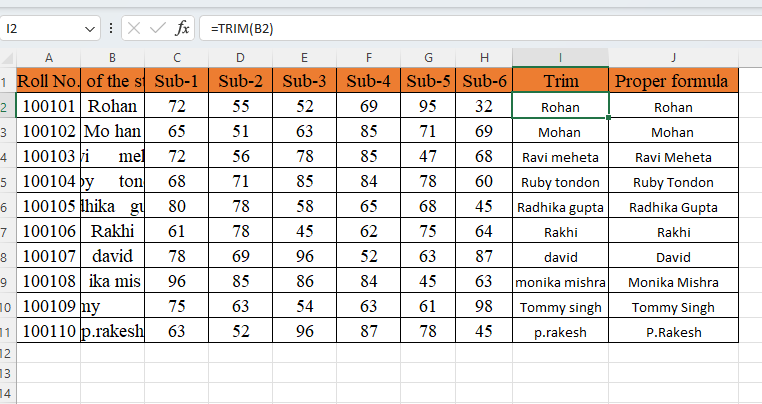 I2 fx =TRIM(B2)
A B C D E F G H I J
1 Roll No. of the st Sub-1 Sub-2 Sub-3 Sub-4 Sub-5 Sub-6 Trim Proper formula
2 100101 Rohan 72 55 52 69 95 32 Rohan Rohan
3 100102 Mo han 65 51 63 85 71 69 Mohan Mohan
4 100103 vi mel 72 56 78 85 47 68 Ravi meheta Ravi Meheta
5 100104 by ton 68 71 85 84 78 60 Ruby tondon Ruby Tondon
6 100105 dhika gu 80 78 58 65 68 45 Radhika gupta Radhika Gupta
7 100106 Rakhi 61 78 45 62 75 64 Rakhi Rakhi
8 100107 david 78 69 96 52 63 87 david David
9 100108 ika mis 96 85 86 84 45 63 monika mishra Monika Mishra
10 100109 my 75 63 54 63 61 98 Tommy singh Tommy Singh
11 100110 p.rakesh 63 52 96 87 78 45 p.rakesh P.Rakesh
12
13
14